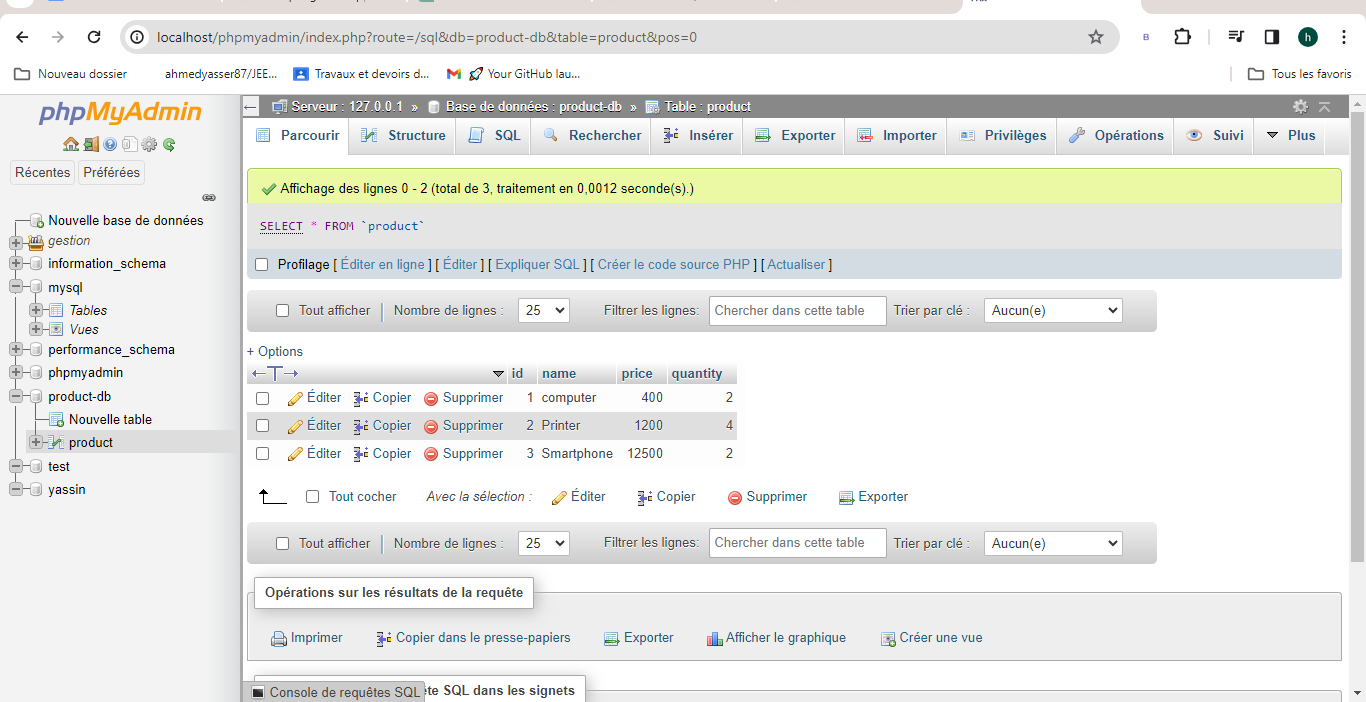 localhost/phpmyadmin/index.php?route=/sql&db=product-db&table=product&pos=0
B
h
Nouveau dossier
ahmedyasser87/JEE...
Travaux et devoirs d...
Your GitHub lau...
Tous les favoris
phpMyAdmin
Récentes
Préférées
Nouvelle base de données
gestion
information_schema
mysql
Tables
Vues
performance_schema
phpmyadmin
product-db
Nouvelle table
product
test
yassin
Serveur : 127.0.0.1 » Base de données : product-db » Table : product
Parcourir Structure SQL Rechercher Insérer Exporter Importer Privilèges Opérations Suivi Plus
Affichage des lignes 0 - 2 (total de 3, traitement en 0,0012 seconde(s).)
SELECT * FROM `product`
Profilage [ Éditer en ligne ] [ Éditer ] [ Expliquer SQL ] [ Créer le code source PHP ] [ Actualiser ]
Tout afficher Nombre de lignes : 25 Filtrer les lignes: Chercher dans cette table Trier par clé : Aucun(e)
+ Options
←T→ id name price quantity
Éditer Copier Supprimer 1 computer 400 2
Éditer Copier Supprimer 2 Printer 1200 4
Éditer Copier Supprimer 3 Smartphone 12500 2
Tout cocher Avec la sélection : Éditer Copier Supprimer Exporter
Tout afficher Nombre de lignes : 25 Filtrer les lignes: Chercher dans cette table Trier par clé : Aucun(e)
Opérations sur les résultats de la requête
Imprimer Copier dans le presse-papiers Exporter Afficher le graphique Créer une vue
Console de requêtes SQL
SQL dans les signets